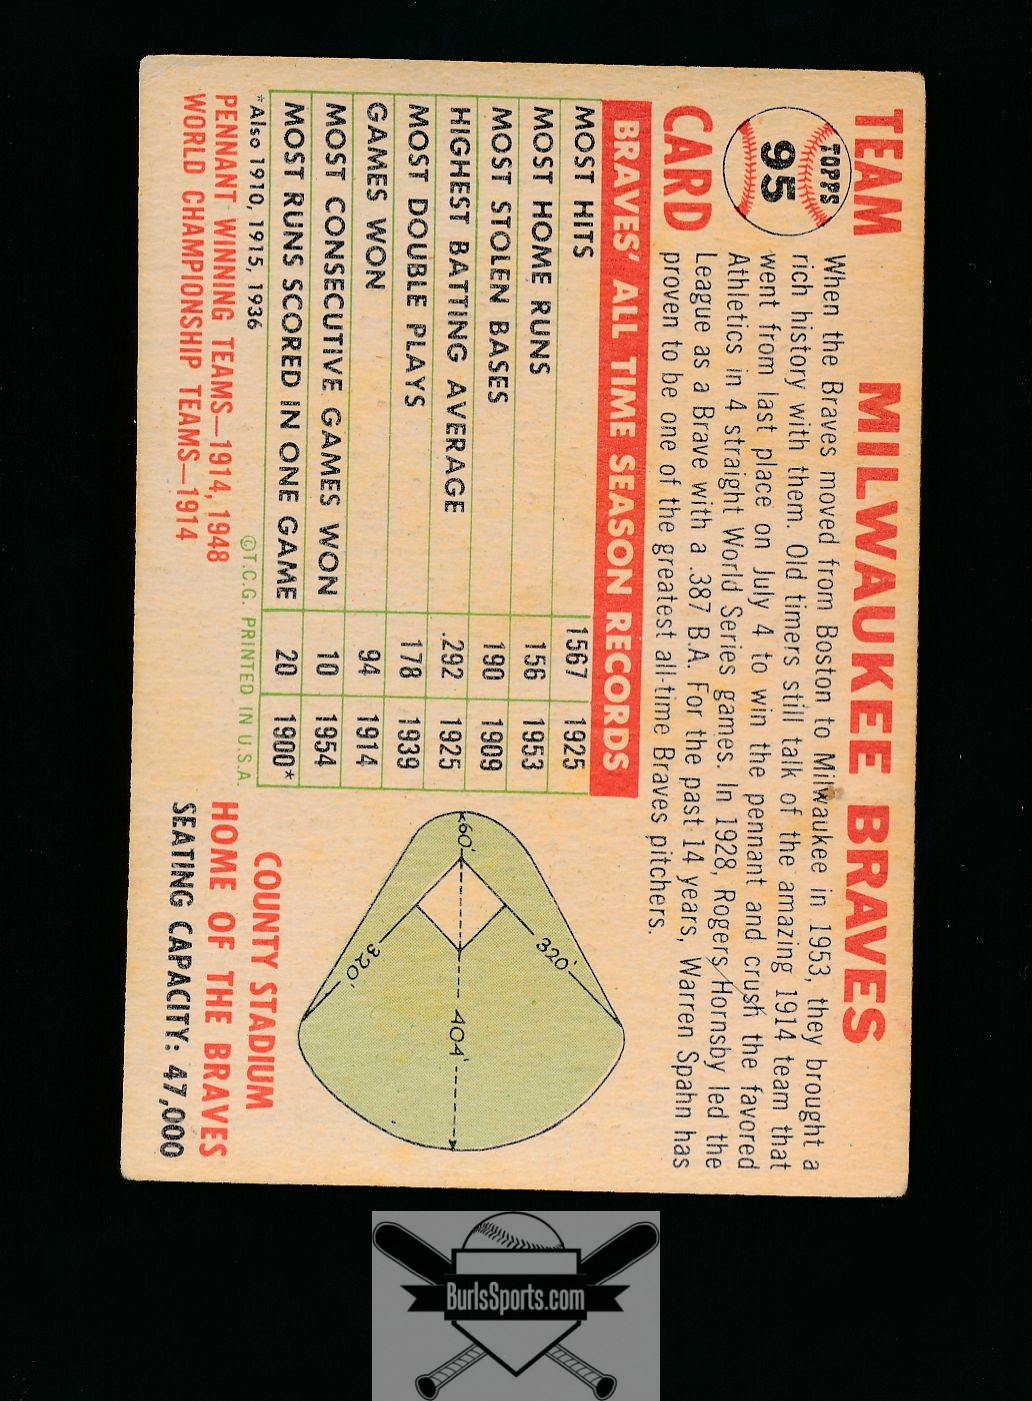 TEAM CARD
TOPPS
95
MILWAUKEE BRAVES
When the Braves moved from Boston to Milwaukee in 1953, they brought a
rich history with them. Old timers still talk of the amazing 1914 team that
went from last place on July 4 to win the pennant and crush the favored
Athletics in 4 straight World Series games. In 1928, Rogers Hornsby led the
League as a Brave with a .387 B.A. For the past 14 years, Warren Spahn has
proven to be one of the greatest all-time Braves pitchers.
BRAVES' ALL TIME SEASON RECORDS
MOST HITS 1567 1925
MOST HOME RUNS 156 1953
MOST STOLEN BASES 190 1909
HIGHEST BATTING AVERAGE .292 1925
MOST DOUBLE PLAYS 178 1939
GAMES WON 94 1914
MOST CONSECUTIVE GAMES WON 10 1954
MOST RUNS SCORED IN ONE GAME 20 1900*
*Also 1910, 1915, 1936
©T.C.G. PRINTED IN U.S.A.
PENNANT WINNING TEAMS—1914, 1948
WORLD CHAMPIONSHIP TEAMS—1914
60'
320'
404'
320'
COUNTY STADIUM
HOME OF THE BRAVES
SEATING CAPACITY: 47,000
BurlsSports.com